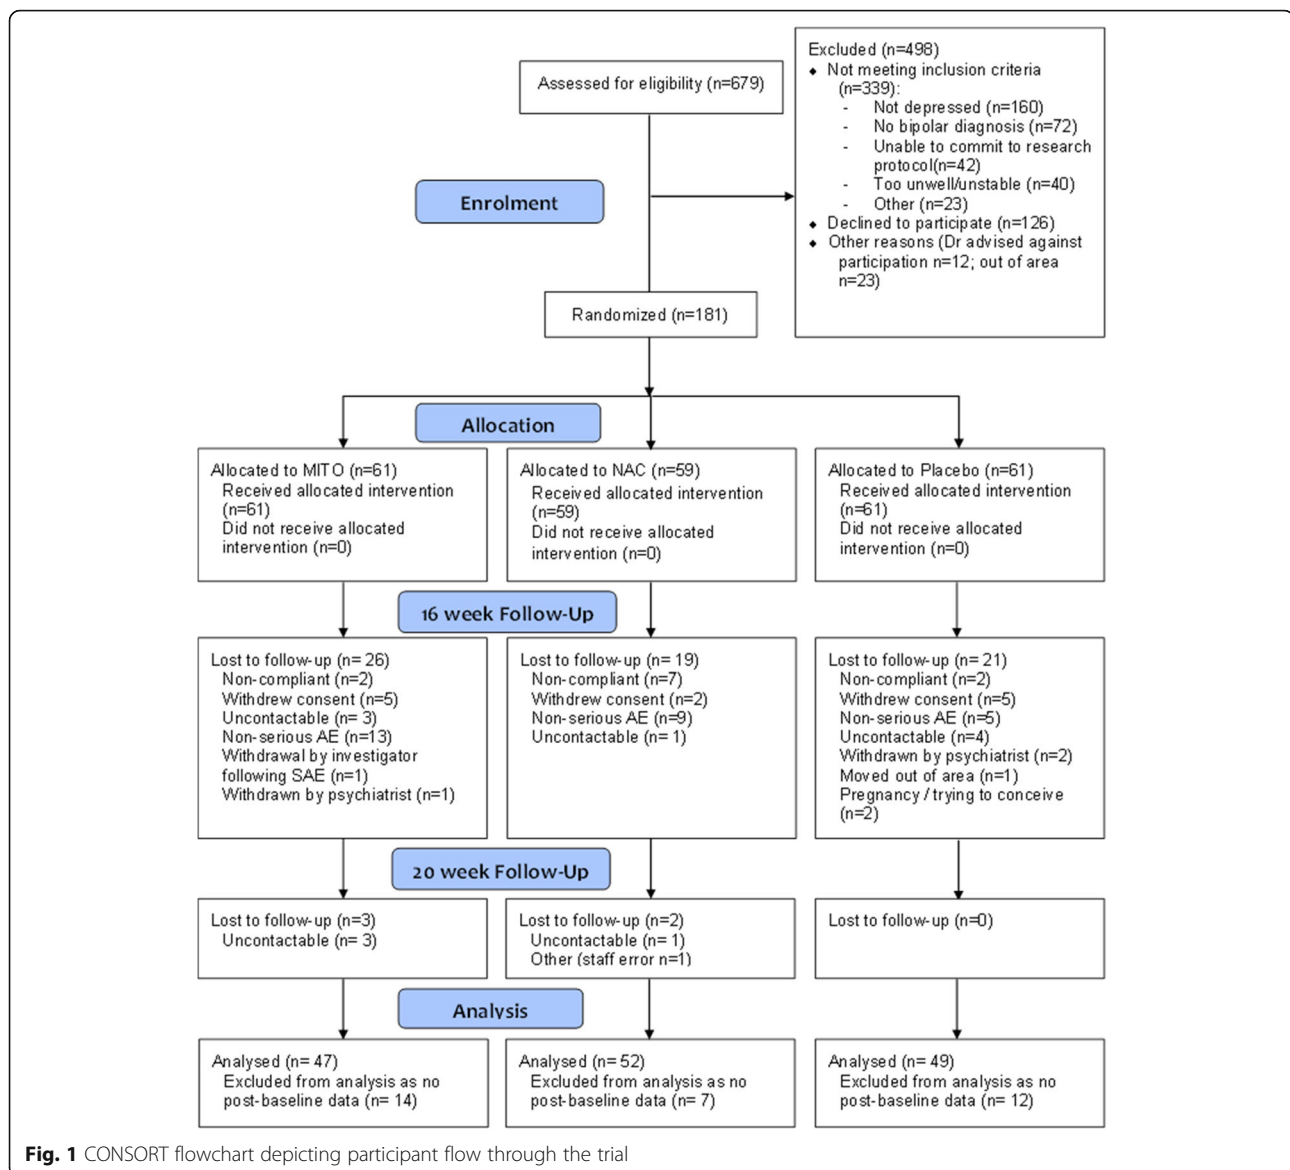 Assessed for eligibility (n=679)
Excluded (n=498)
♦ Not meeting inclusion criteria
(n=339):
- Not depressed (n=160)
- No bipolar diagnosis (n=72)
- Unable to commit to research
protocol(n=42)
- Too unwell/unstable (n=40)
- Other (n=23)
♦ Declined to participate (n=126)
♦ Other reasons (Dr advised against
participation n=12; out of area
n=23)
Enrolment
Randomized (n=181)
Allocation
Allocated to MITO (n=61)
Received allocated intervention
(n=61)
Did not receive allocated
intervention (n=0)
Allocated to NAC (n=59)
Received allocated intervention
(n=59)
Did not receive allocated
intervention (n=0)
Allocated to Placebo (n=61)
Received allocated intervention
(n=61)
Did not receive allocated
intervention (n=0)
16 week Follow-Up
Lost to follow-up (n= 26)
Non-compliant (n=2)
Withdrew consent (n=5)
Uncontactable (n= 3)
Non-serious AE (n=13)
Withdrawal by investigator
following SAE (n=1)
Withdrawn by psychiatrist (n=1)
Lost to follow-up (n= 19)
Non-compliant (n=7)
Withdrew consent (n=2)
Non-serious AE (n=9)
Uncontactable (n= 1)
Lost to follow-up (n= 21)
Non-compliant (n=2)
Withdrew consent (n=5)
Non-serious AE (n=5)
Uncontactable (n=4)
Withdrawn by psychiatrist (n=2)
Moved out of area (n=1)
Pregnancy / trying to conceive
(n=2)
20 week Follow-Up
Lost to follow-up (n=3)
Uncontactable (n= 3)
Lost to follow-up (n=2)
Uncontactable (n= 1)
Other (staff error n=1)
Lost to follow-up (n=0)
Analysis
Analysed (n= 47)
Excluded from analysis as no
post-baseline data (n= 14)
Analysed (n= 52)
Excluded from analysis as no
post-baseline data (n= 7)
Analysed (n= 49)
Excluded from analysis as no
post-baseline data (n= 12)
Fig. 1 CONSORT flowchart depicting participant flow through the trial